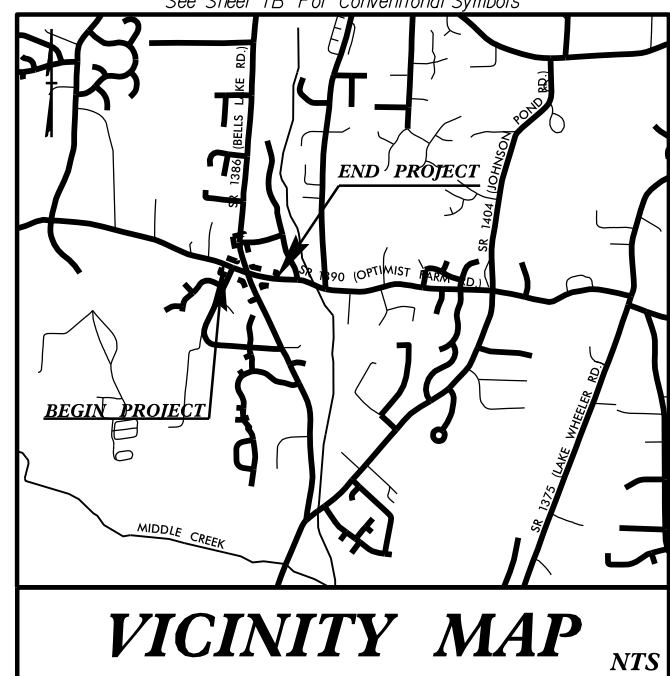 See Sheet 1B For Conventional Symbols
SR 1386 (BELLS LAKE RD.)
SR 1404 (JOHNSON POND RD.)
END PROJECT
SR 1390 (OPTIMIST FARM RD.)
BEGIN PROJECT
SR 1375 (LAKE WHEELER RD.)
MIDDLE CREEK
VICINITY MAP
NTS